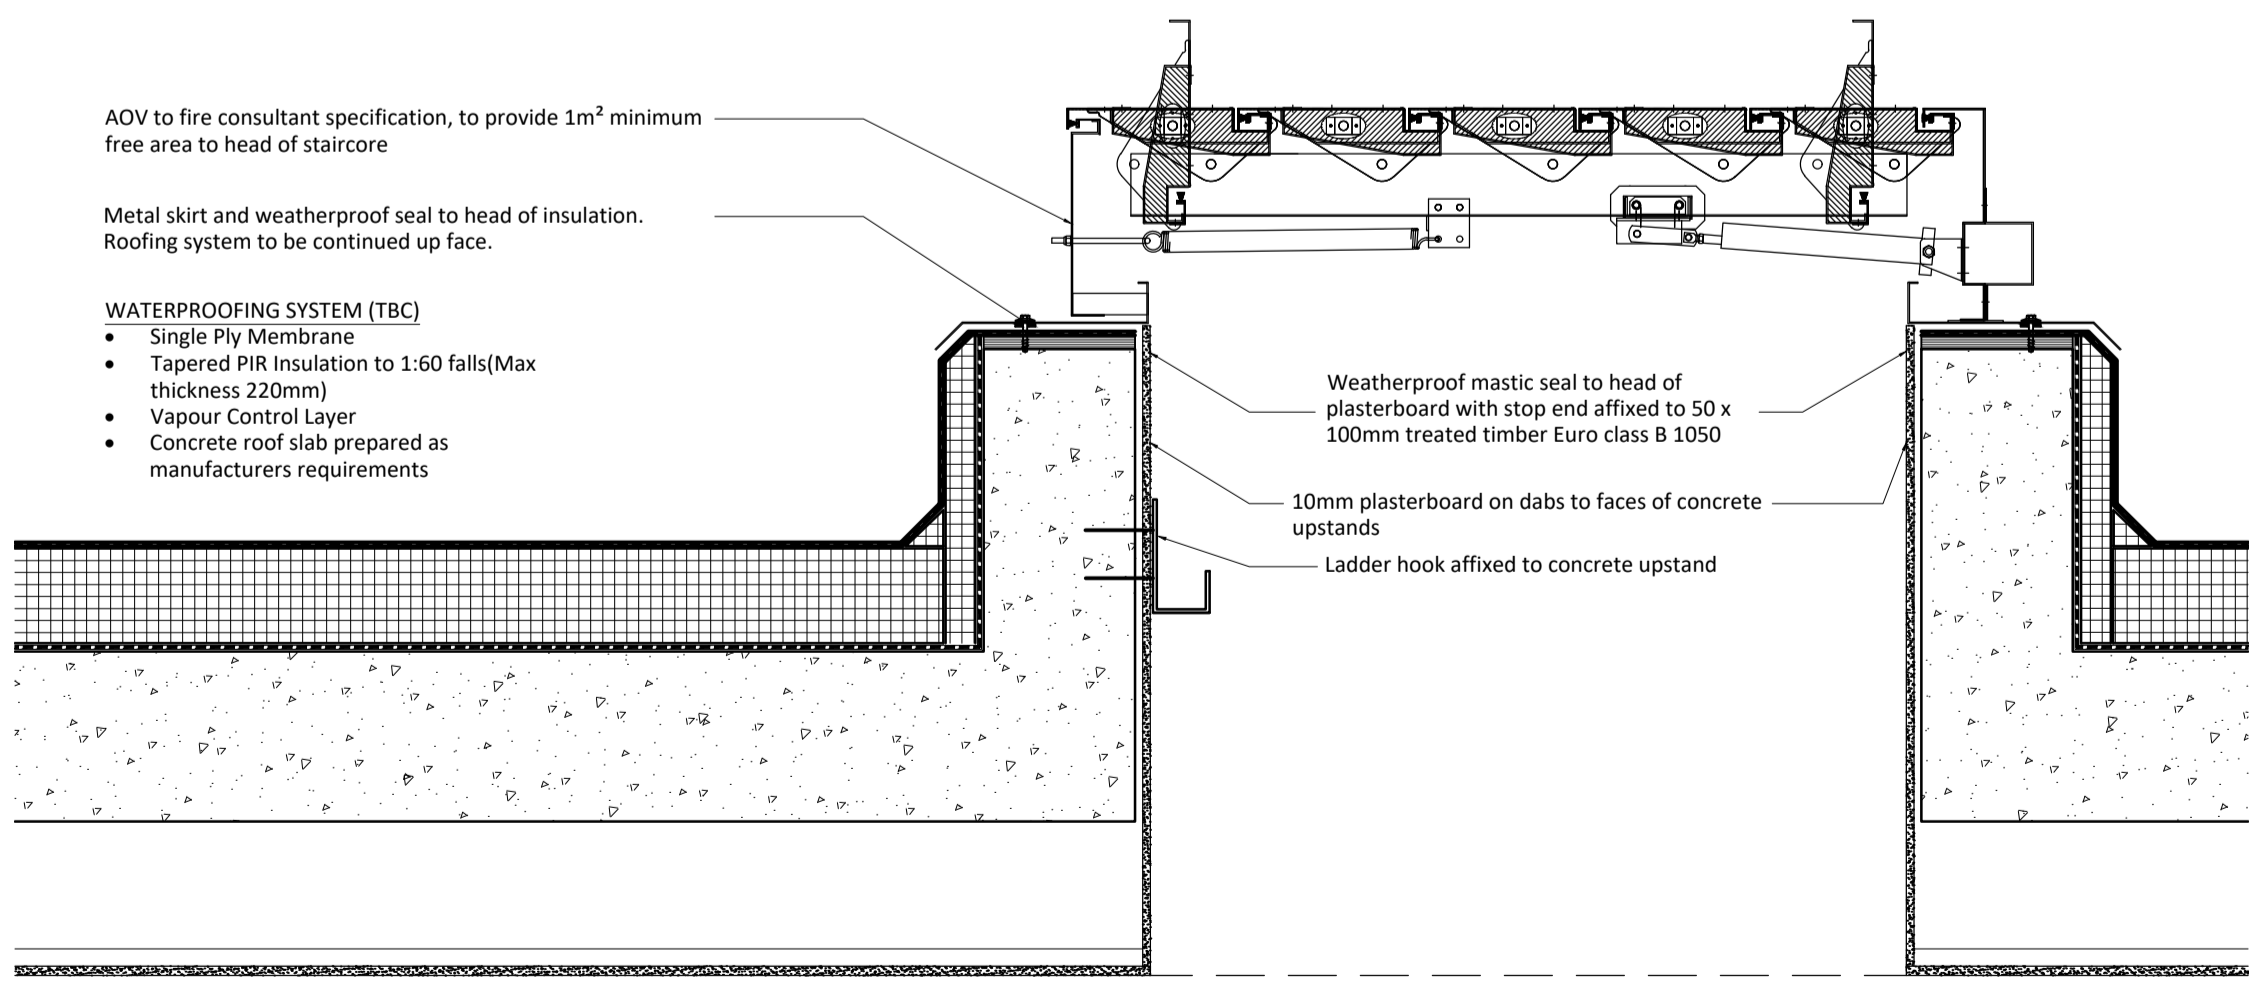 AOV to fire consultant specification, to provide 1m² minimum
free area to head of staircore
Metal skirt and weatherproof seal to head of insulation.
Roofing system to be continued up face.
WATERPROOFING SYSTEM (TBC)
• Single Ply Membrane
• Tapered PIR Insulation to 1:60 falls(Max
thickness 220mm)
• Vapour Control Layer
• Concrete roof slab prepared as
manufacturers requirements
Weatherproof mastic seal to head of
plasterboard with stop end affixed to 50 x
100mm treated timber Euro class B 1050
10mm plasterboard on dabs to faces of concrete
upstands
Ladder hook affixed to concrete upstand